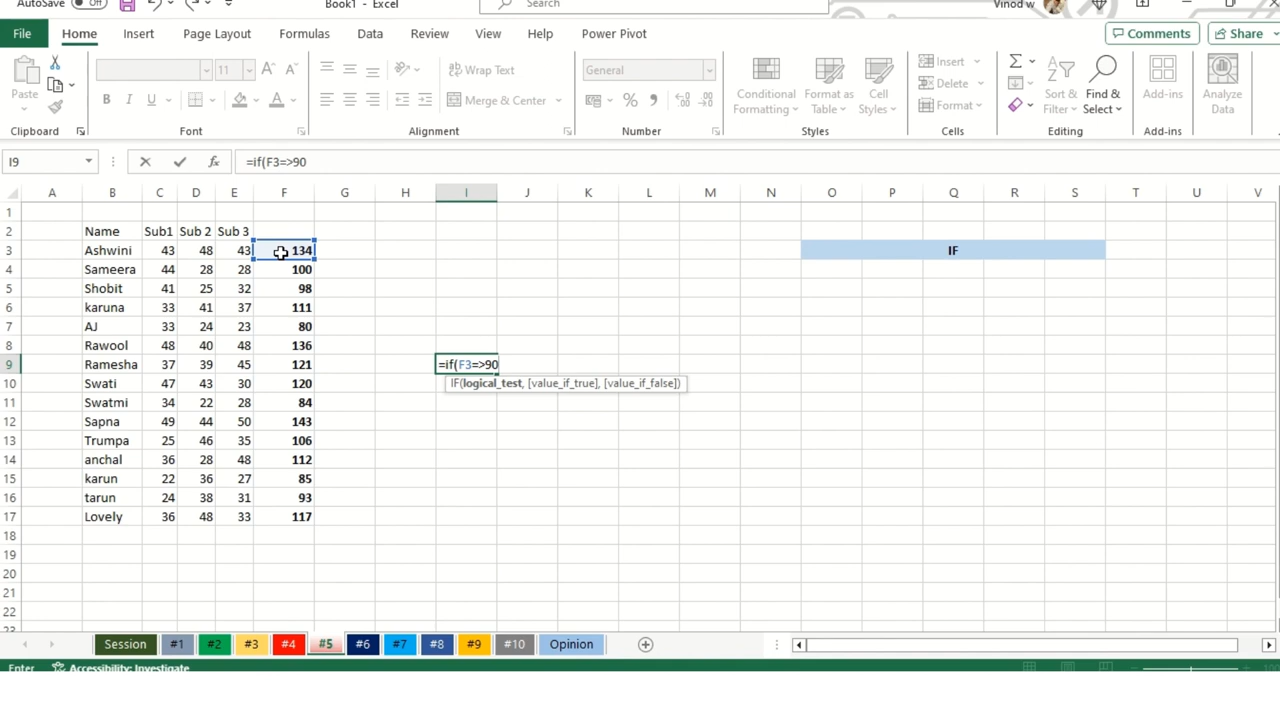 AutoSave Off Book1 - Excel Search Vinod w
File Home Insert Page Layout Formulas Data Review View Help Power Pivot Comments Share
Paste 11 A A B I U A Wrap Text Merge & Center General % Conditional Formatting Format as Table Cell Styles Insert Delete Format Sort & Filter Find & Select Add-ins Analyze Data
Clipboard Font Alignment Number Styles Cells Editing Add-ins
I9 fx =if(F3=>90
A B C D E F G H I J K L M N O P Q R S T U V
1
2 Name Sub1 Sub 2 Sub 3
3 Ashwini 43 48 43 134 IF
4 Sameera 44 28 28 100
5 Shobit 41 25 32 98
6 karuna 33 41 37 111
7 AJ 33 24 23 80
8 Rawool 48 40 48 136
9 Ramesha 37 39 45 121 =if(F3=>90
10 Swati 47 43 30 120 IF(logical_test, [value_if_true], [value_if_false])
11 Swatmi 34 22 28 84
12 Sapna 49 44 50 143
13 Trumpa 25 46 35 106
14 anchal 36 28 48 112
15 karun 22 36 27 85
16 tarun 24 38 31 93
17 Lovely 36 48 33 117
18
19
20
21
22
23
Session #1 #2 #3 #4 #5 #6 #7 #8 #9 #10 Opinion
Enter Accessibility: Investigate